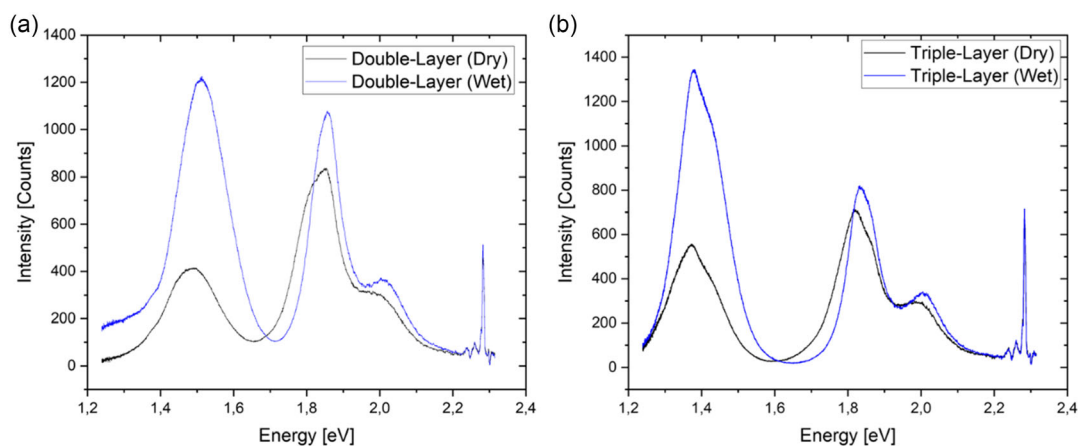 (a)
1400
1200
1000
800
600
400
200
0
Intensity [Counts]
Double-Layer (Dry)
Double-Layer (Wet)
1,2 1,4 1,6 1,8 2,0 2,2 2,4
Energy [eV]
(b)
1400
1200
1000
800
600
400
200
0
Intensity [Counts]
Triple-Layer (Dry)
Triple-Layer (Wet)
1,2 1,4 1,6 1,8 2,0 2,2 2,4
Energy [eV]